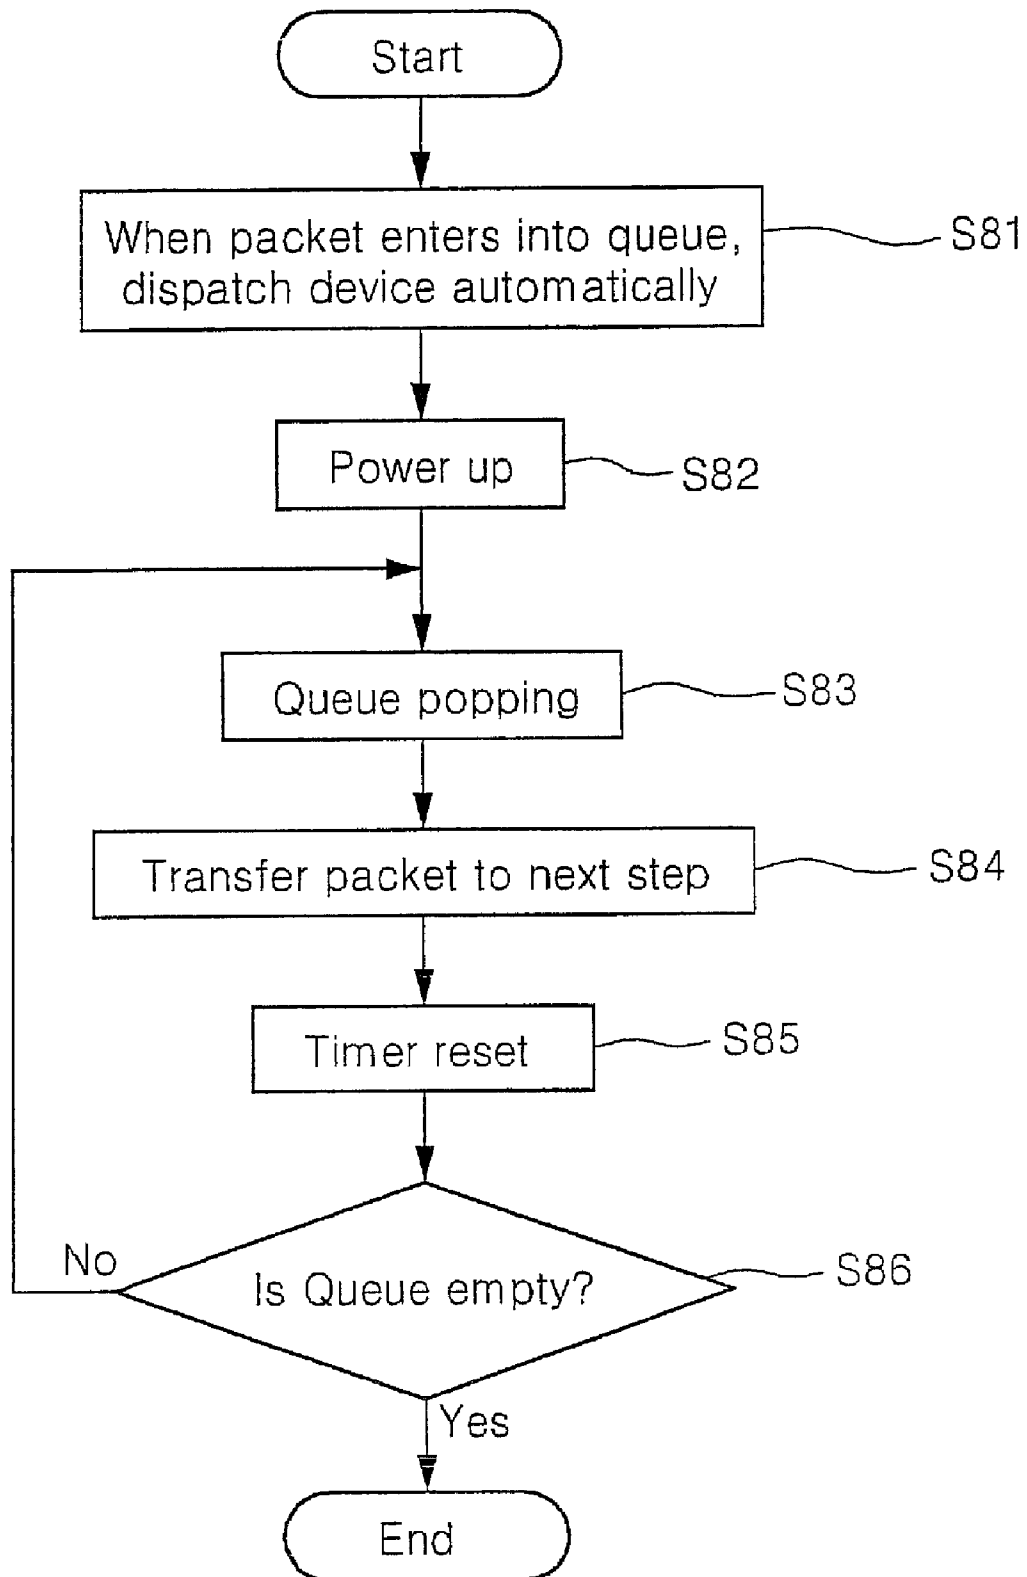 Start
When packet enters into queue,
dispatch device automatically
S81
Power up
S82
Queue popping
S83
Transfer packet to next step
S84
Timer reset
S85
No
Is Queue empty?
S86
Yes
End